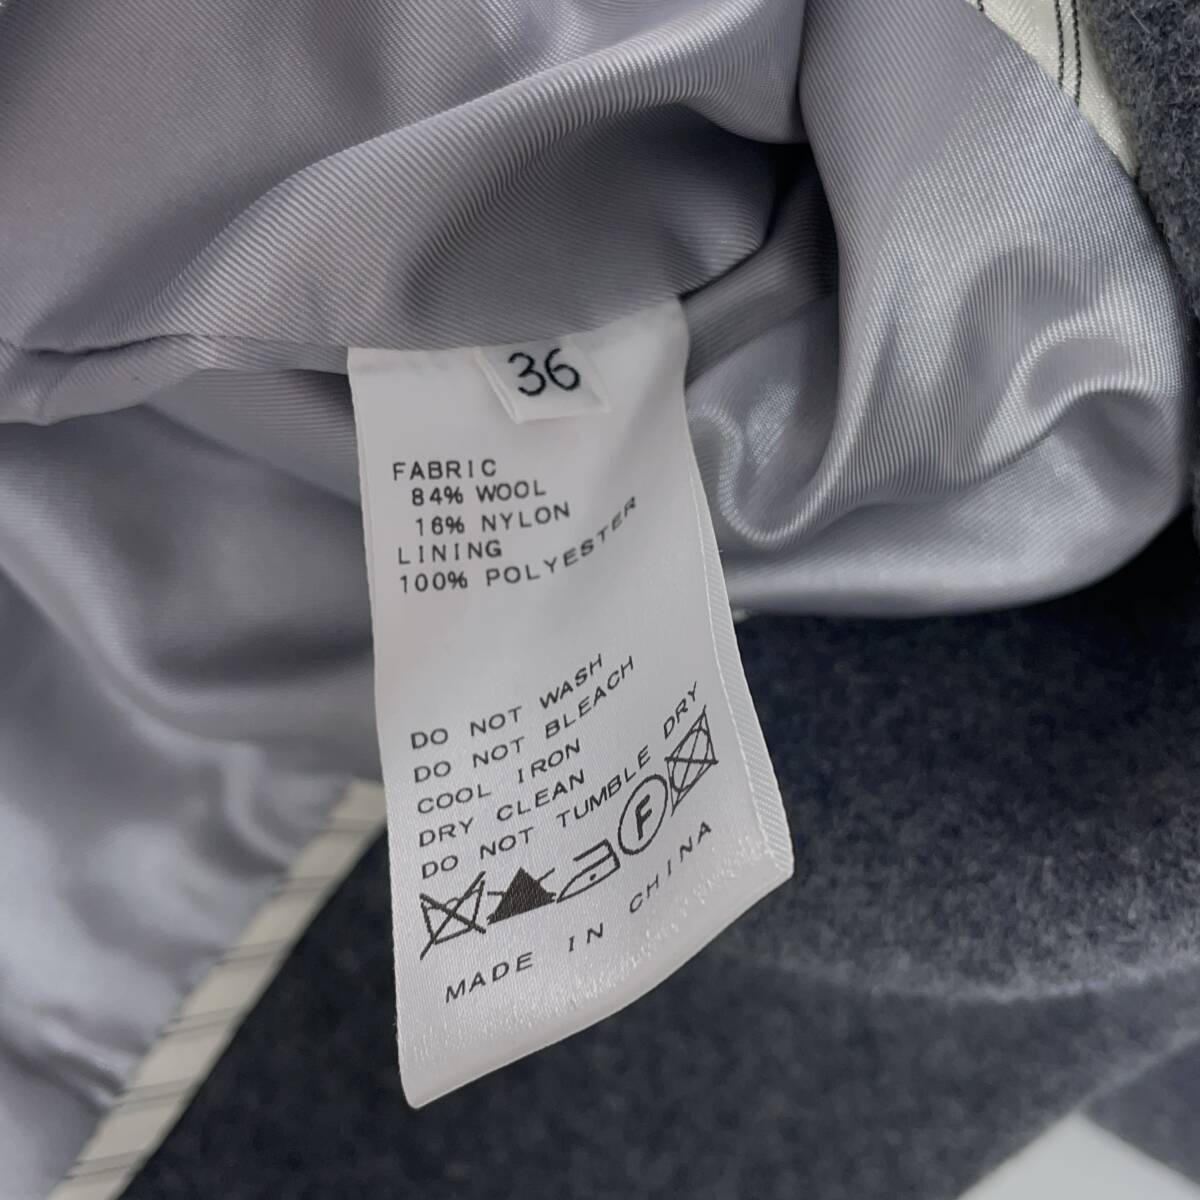 36
FABRIC
84% WOOL
16% NYLON
LINING
100% POLYESTER
DO NOT WASH
DO NOT BLEACH
COOL IRON
DRY CLEAN
DO NOT TUMBLE DRY
F
MADE IN CHINA